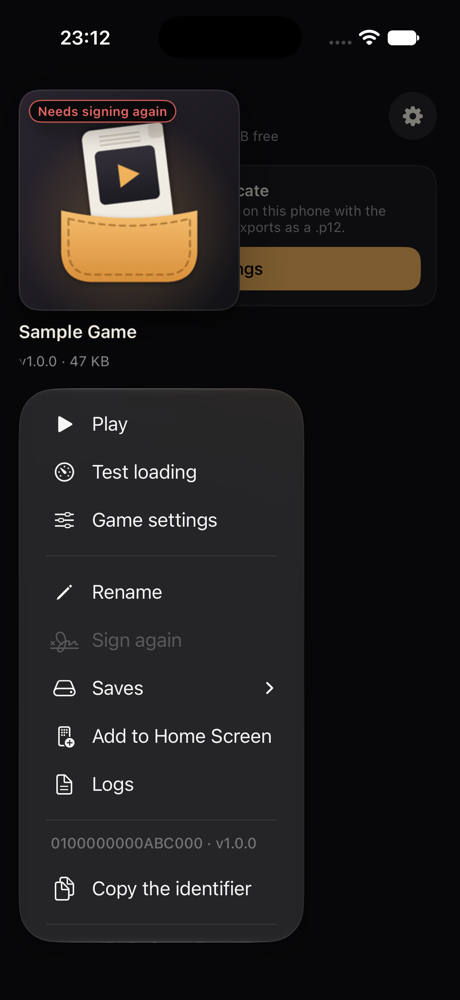 23:12
Needs signing again
B free
cate
on this phone with the
xports as a .p12.
ngs
Sample Game
v1.0.0 · 47 KB
Play
Test loading
Game settings
Rename
Sign again
Saves
Add to Home Screen
Logs
0100000000ABC000 · v1.0.0
Copy the identifier